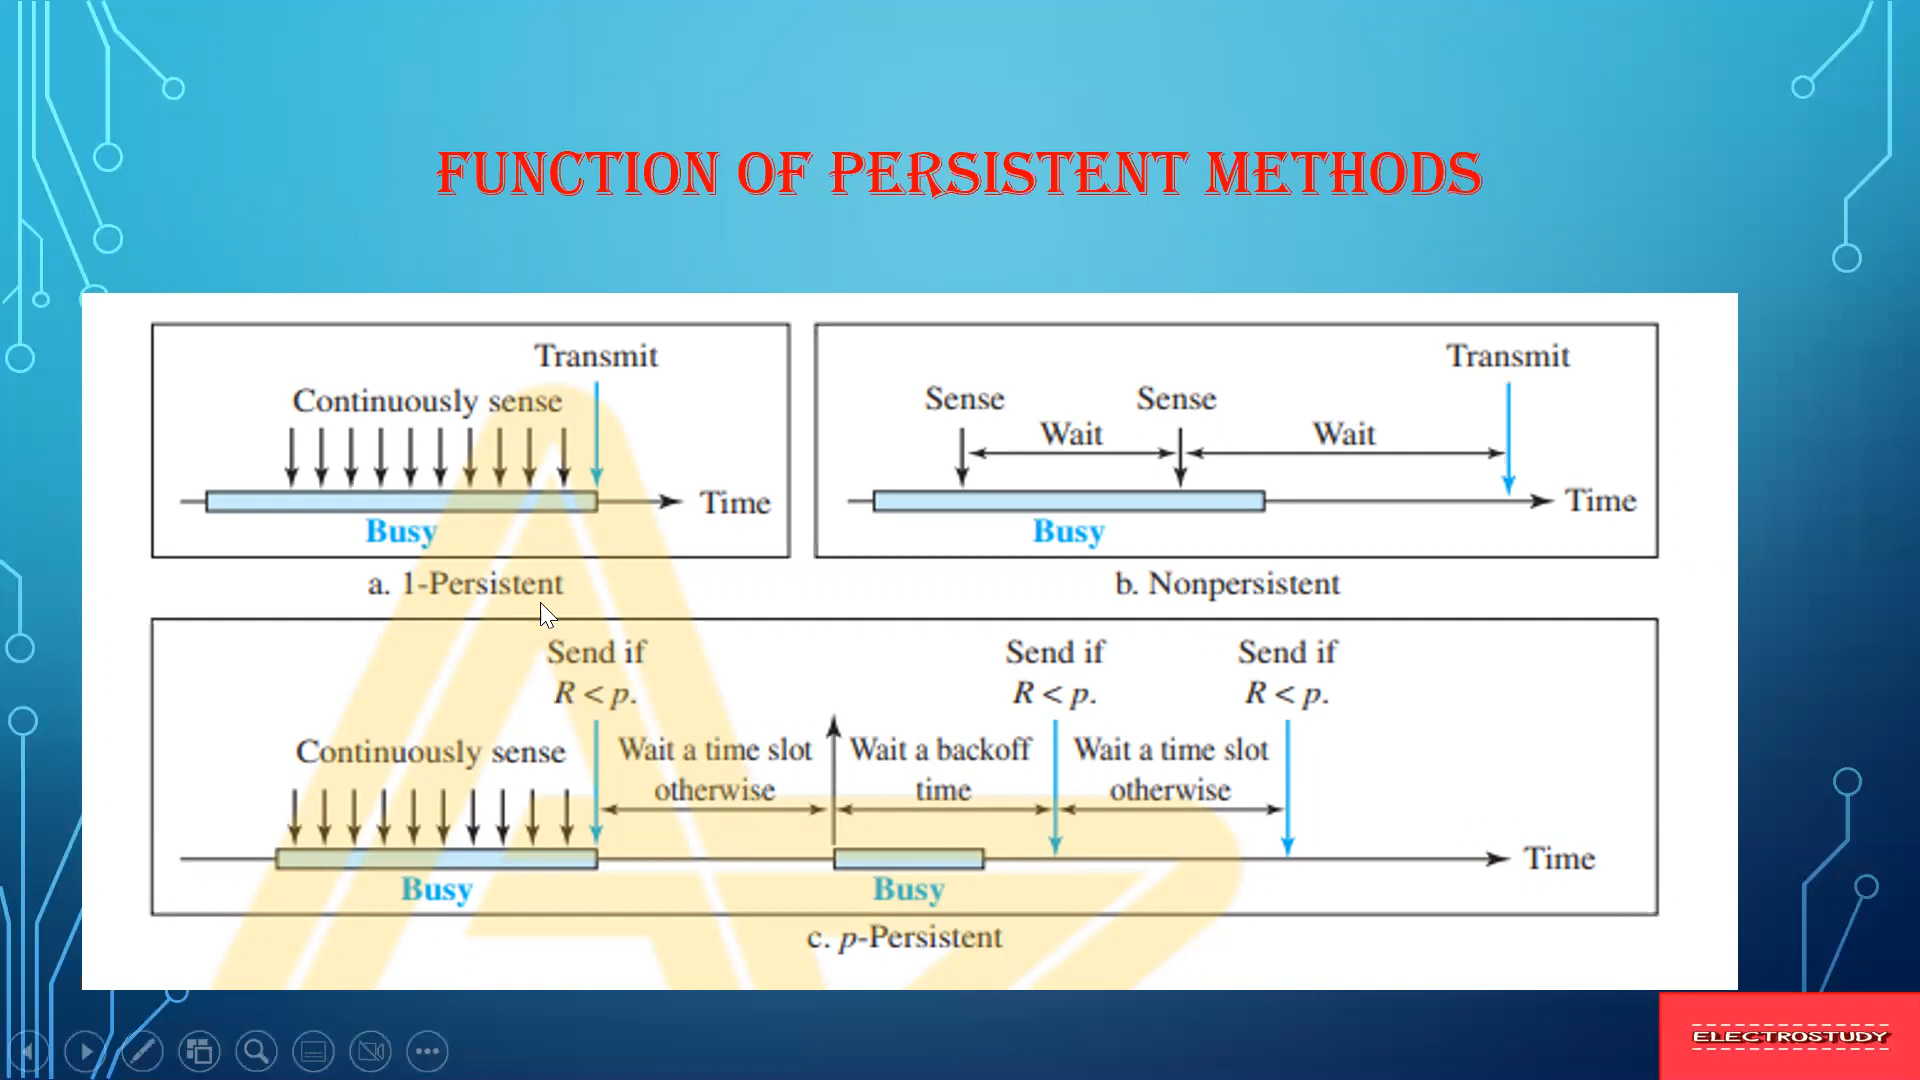 FUNCTION OF PERSISTENT METHODS
Transmit
Continuously sense
Time
Busy
a. 1-Persistent
Transmit
Sense
Sense
Wait
Wait
Time
Busy
b. Nonpersistent
Send if
R < p.
Send if
R < p.
Send if
R < p.
Continuously sense
Wait a time slot
otherwise
Wait a backoff
time
Wait a time slot
otherwise
Time
Busy
Busy
c. p-Persistent
ELECTROSTUDY